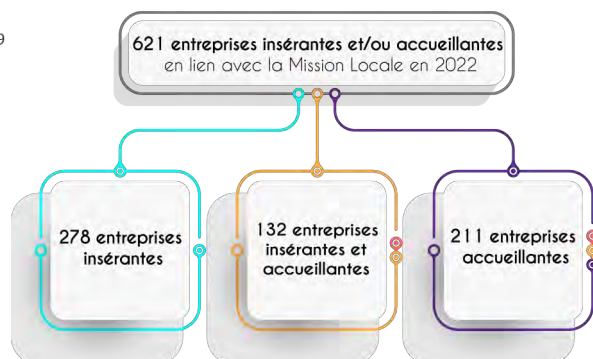 9
621 entreprises insérantes et/ou accueillantes
en lien avec la Mission Locale en 2022
278 entreprises
insérantes
132 entreprises
insérantes et
accueillantes
211 entreprises
accueillantes